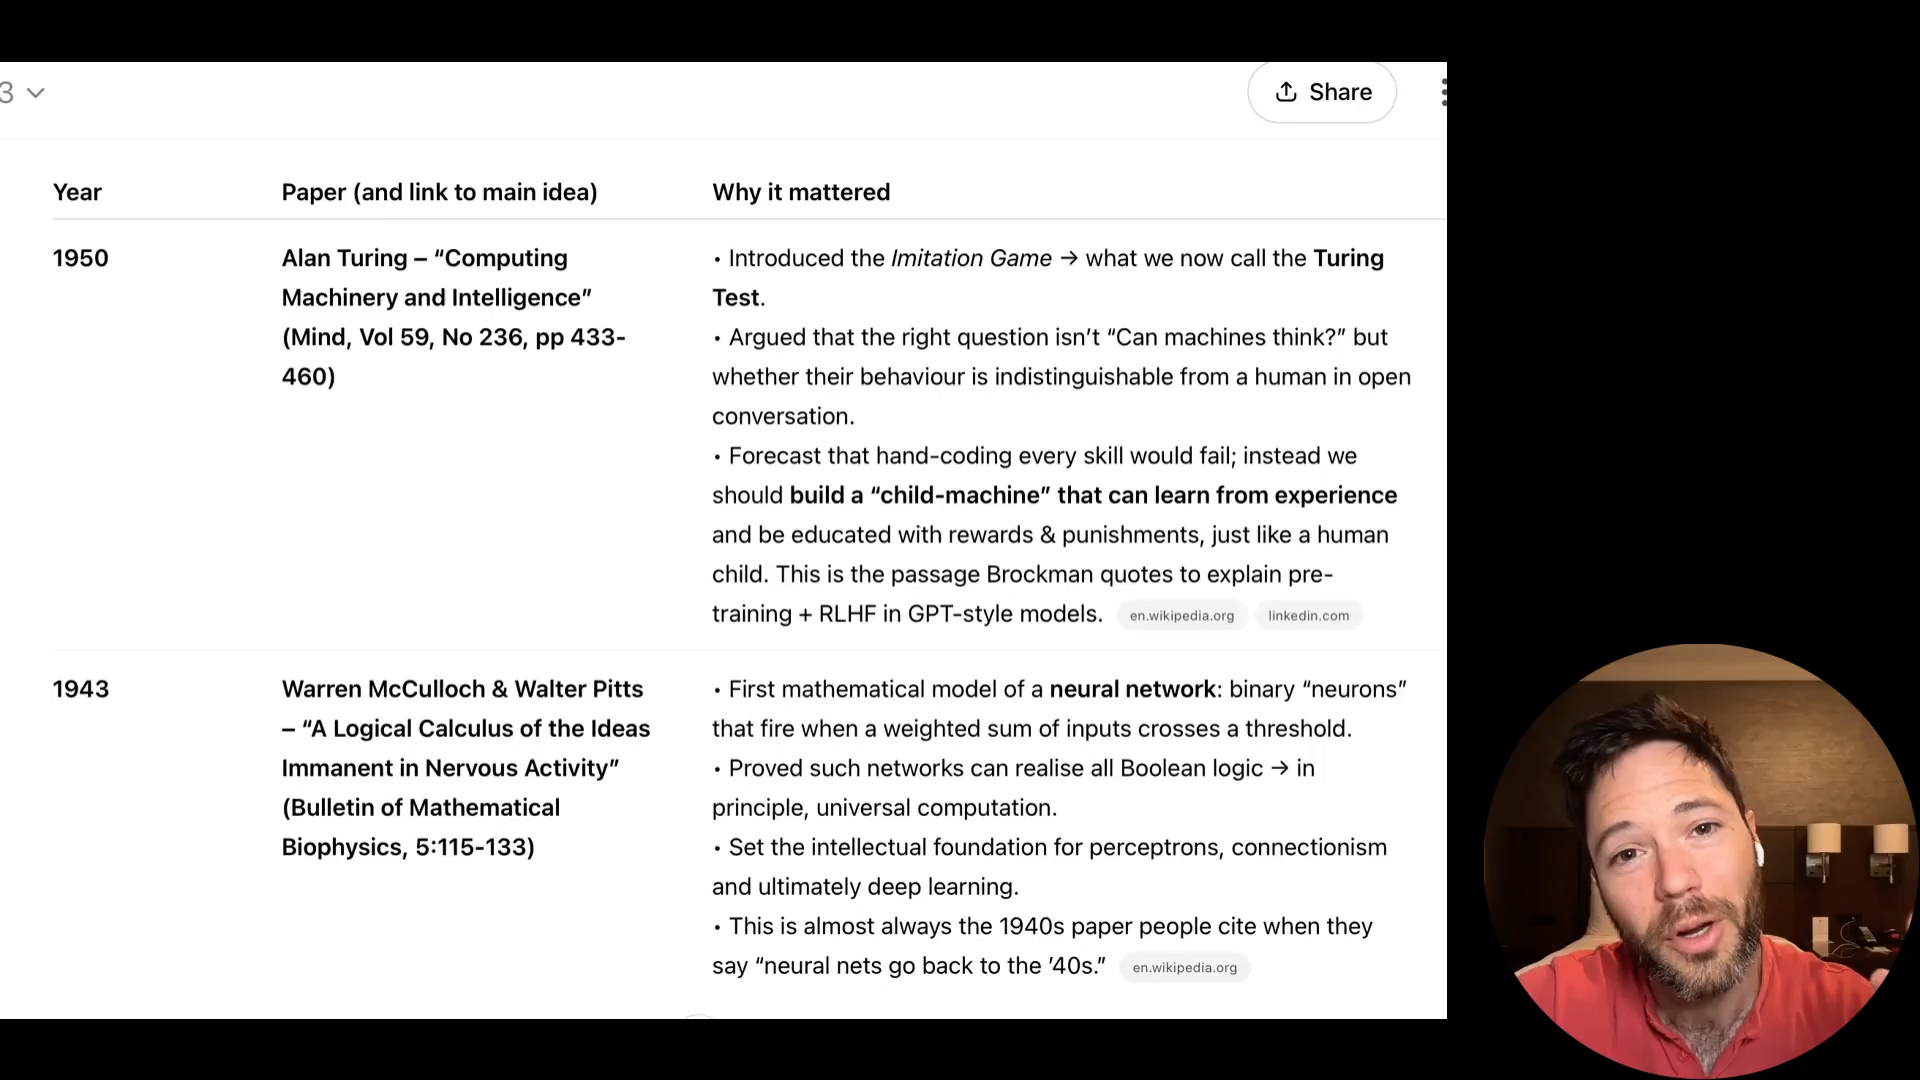 3
Share
Year Paper (and link to main idea) Why it mattered
1950
Alan Turing – “Computing
Machinery and Intelligence”
(Mind, Vol 59, No 236, pp 433-
460)
• Introduced the Imitation Game → what we now call the Turing
Test.
• Argued that the right question isn’t “Can machines think?” but
whether their behaviour is indistinguishable from a human in open
conversation.
• Forecast that hand-coding every skill would fail; instead we
should build a “child-machine” that can learn from experience
and be educated with rewards & punishments, just like a human
child. This is the passage Brockman quotes to explain pre-
training + RLHF in GPT-style models. en.wikipedia.org linkedin.com
1943
Warren McCulloch & Walter Pitts
– “A Logical Calculus of the Ideas
Immanent in Nervous Activity”
(Bulletin of Mathematical
Biophysics, 5:115-133)
• First mathematical model of a neural network: binary “neurons”
that fire when a weighted sum of inputs crosses a threshold.
• Proved such networks can realise all Boolean logic → in
principle, universal computation.
• Set the intellectual foundation for perceptrons, connectionism
and ultimately deep learning.
• This is almost always the 1940s paper people cite when they
say “neural nets go back to the ’40s.” en.wikipedia.org